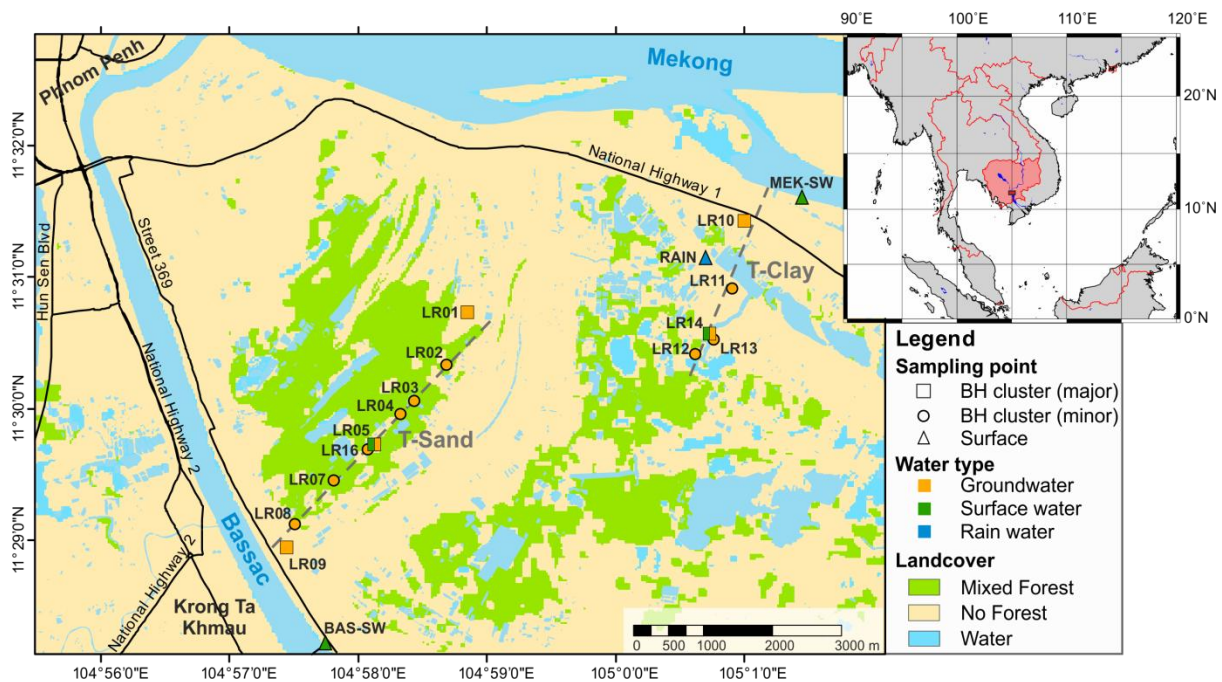 90°E
100°E
110°E
120°E
20°N
10°N
0°N
Phnom Penh
Mekong
National Highway 1
MEK-SW
LR10
RAIN
T-Clay
LR11
LR14
LR12
LR13
LR01
LR02
LR03
LR04
LR05
T-Sand
LR16
LR07
LR08
LR09
Hun Sen Blvd
Street 369
National Highway 2
National Highway 2
Bassac
Krong Ta
Khmau
BAS-SW
0 500 1000 2000 3000 m
11°32'0"N
11°31'0"N
11°30'0"N
11°29'0"N
104°56'0"E
104°57'0"E
104°58'0"E
104°59'0"E
105°0'0"E
105°1'0"E
Legend
Sampling point
BH cluster (major)
BH cluster (minor)
Surface
Water type
Groundwater
Surface water
Rain water
Landcover
Mixed Forest
No Forest
Water